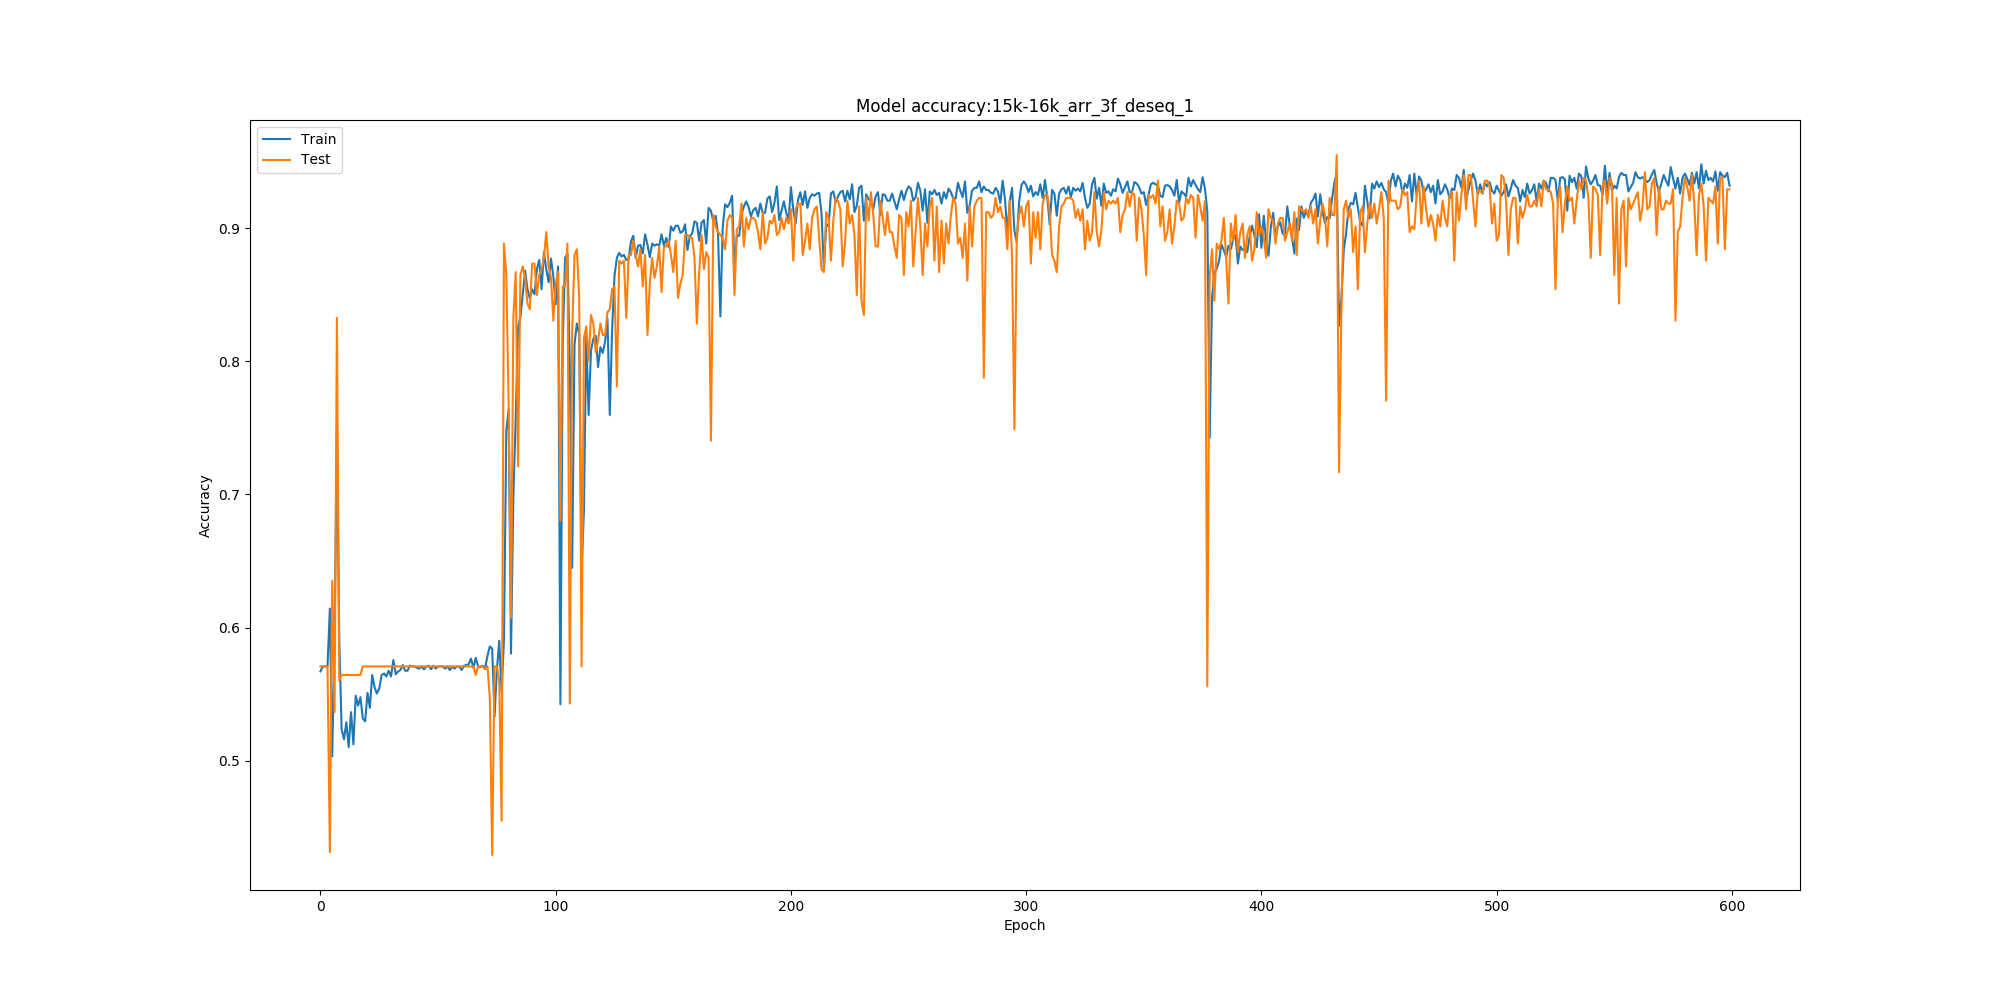 Model accuracy:15k-16k_arr_3f_deseq_1
Train
Test
Accuracy
0.9
0.8
0.7
0.6
0.5
0 100 200 300 400 500 600
Epoch